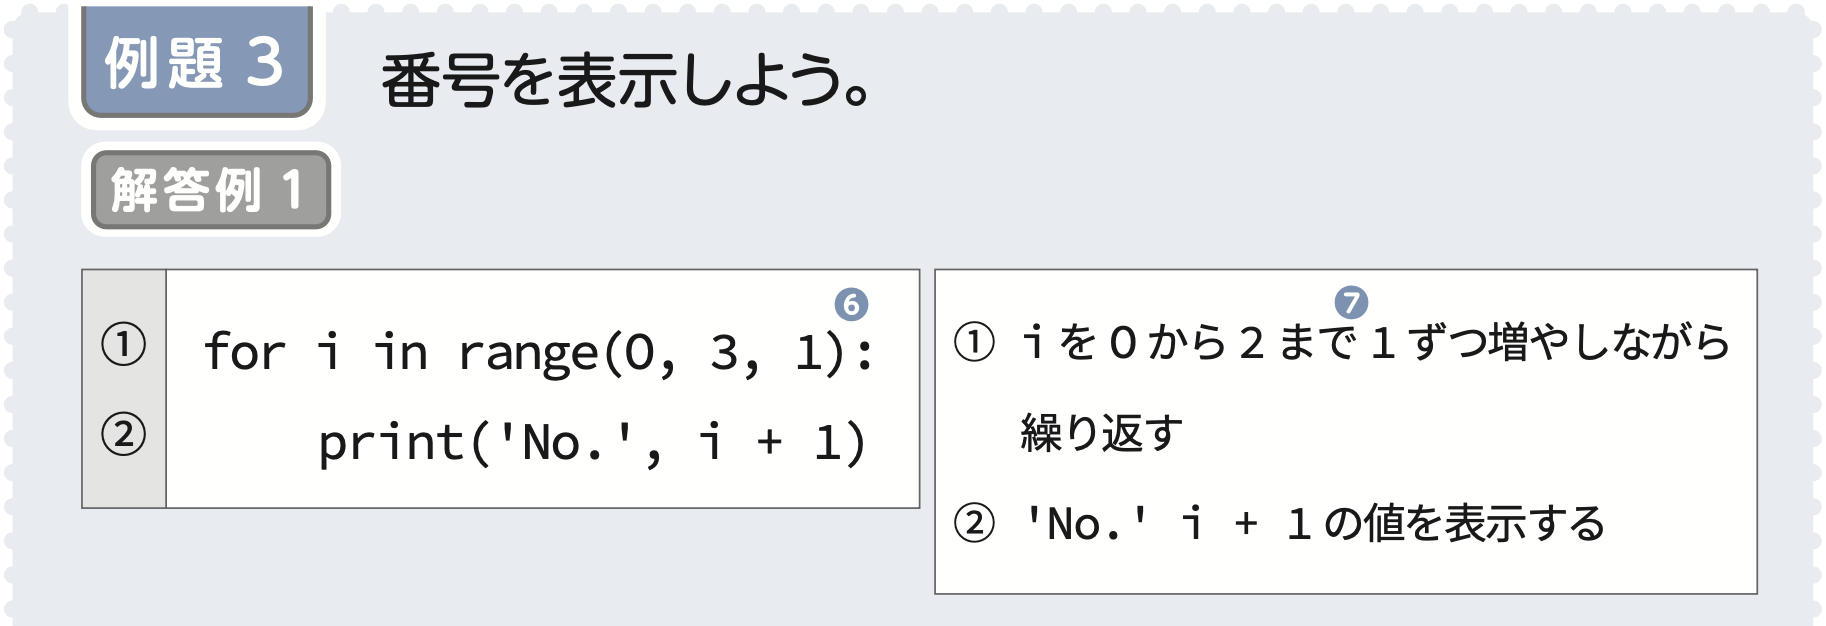 例題 3 番号を表示しよう。
解答例 1
❻
① for i in range(0, 3, 1):
② print('No.', i + 1)
❼
① i を 0 から 2 まで 1 ずつ増やしながら
繰り返す
② 'No.' i + 1 の値を表示する